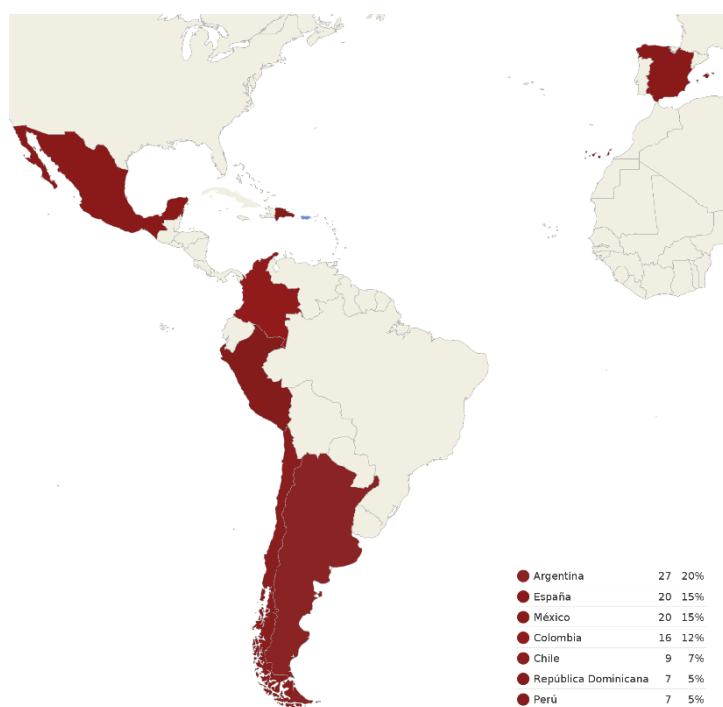 Argentina 27 20%
España 20 15%
México 20 15%
Colombia 16 12%
Chile 9 7%
República Dominicana 7 5%
Perú 7 5%